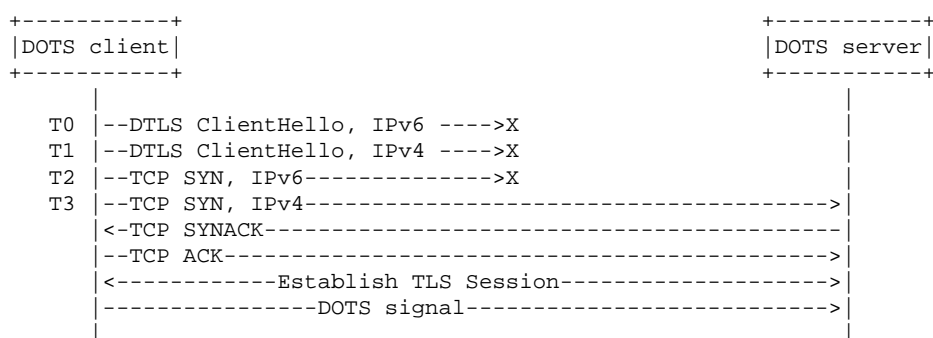 +-----------+                                     +-----------+
|DOTS client|                                     |DOTS server|
+-----------+                                     +-----------+
      |                                                 |
   T0 |--DTLS ClientHello, IPv6 ---->X                  |
   T1 |--DTLS ClientHello, IPv4 ---->X                  |
   T2 |--TCP SYN, IPv6-------------->X                  |
   T3 |--TCP SYN, IPv4--------------------------------------->|
      |<-TCP SYNACK-------------------------------------------|
      |--TCP ACK--------------------------------------------->|
      |<------------Establish TLS Session-------------------->|
      |----------------DOTS signal--------------------------->|
      |                                                 |